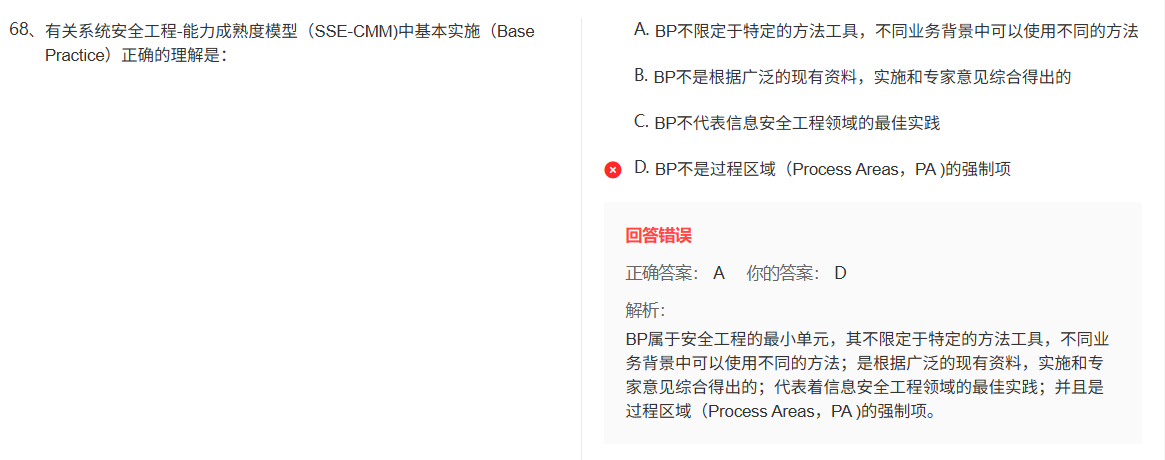 68、有关系统安全工程-能力成熟度模型（SSE-CMM)中基本实施（Base
Practice）正确的理解是：
A. BP不限定于特定的方法工具，不同业务背景中可以使用不同的方法
B. BP不是根据广泛的现有资料，实施和专家意见综合得出的
C. BP不代表信息安全工程领域的最佳实践
D. BP不是过程区域（Process Areas，PA )的强制项
回答错误
正确答案： A 你的答案： D
解析：
BP属于安全工程的最小单元，其不限定于特定的方法工具，不同业
务背景中可以使用不同的方法；是根据广泛的现有资料，实施和专
家意见综合得出的；代表着信息安全工程领域的最佳实践；并且是
过程区域（Process Areas，PA )的强制项。